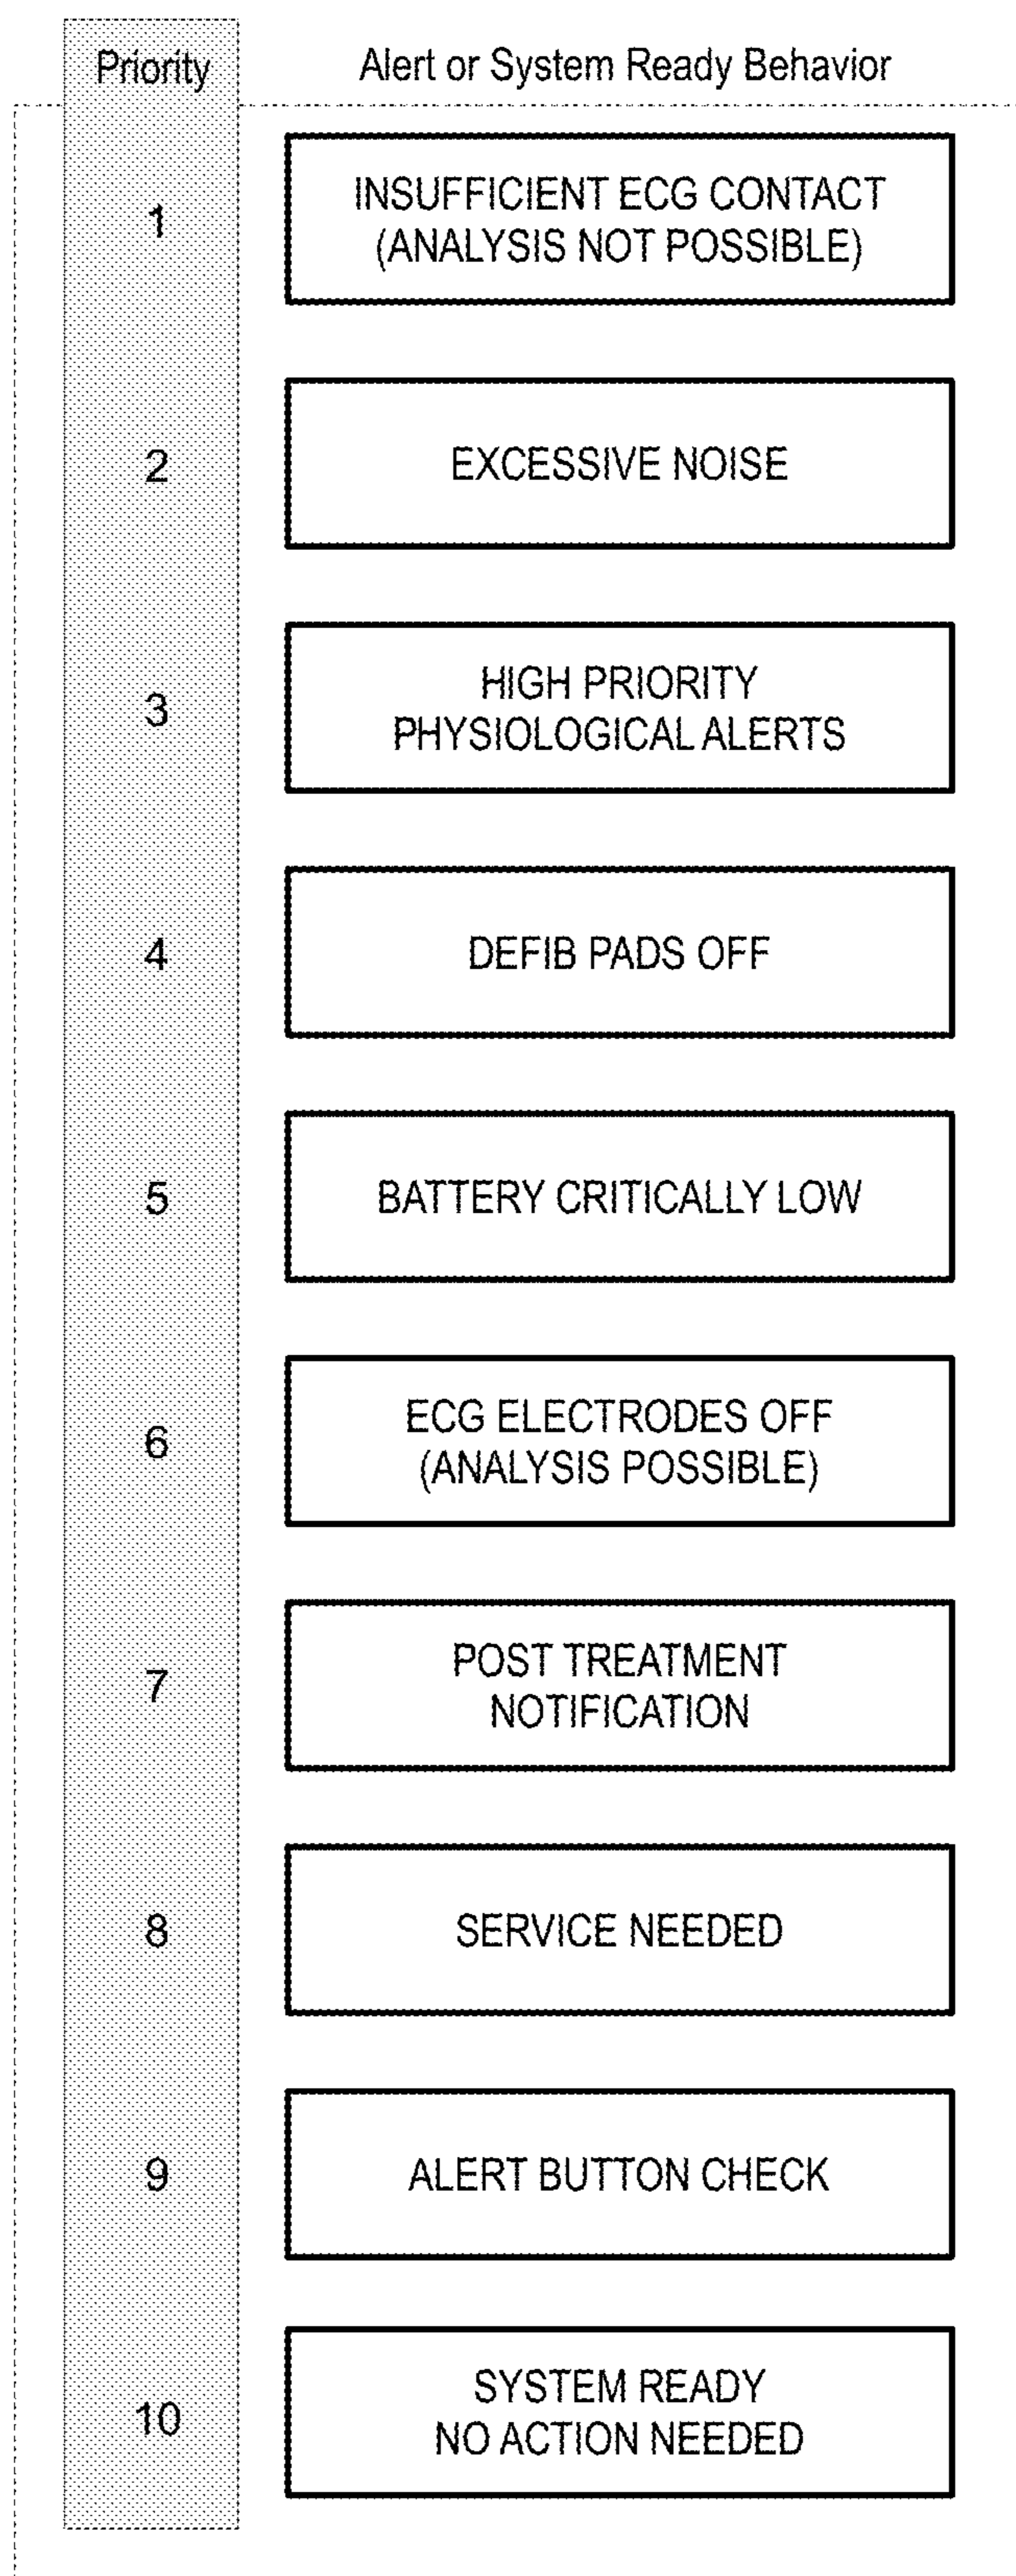 Priority Alert or System Ready Behavior
1
INSUFFICIENT ECG CONTACT
(ANALYSIS NOT POSSIBLE)
2
EXCESSIVE NOISE
3
HIGH PRIORITY
PHYSIOLOGICAL ALERTS
4
DEFIB PADS OFF
5
BATTERY CRITICALLY LOW
6
ECG ELECTRODES OFF
(ANALYSIS POSSIBLE)
7
POST TREATMENT
NOTIFICATION
8
SERVICE NEEDED
9
ALERT BUTTON CHECK
10
SYSTEM READY
NO ACTION NEEDED